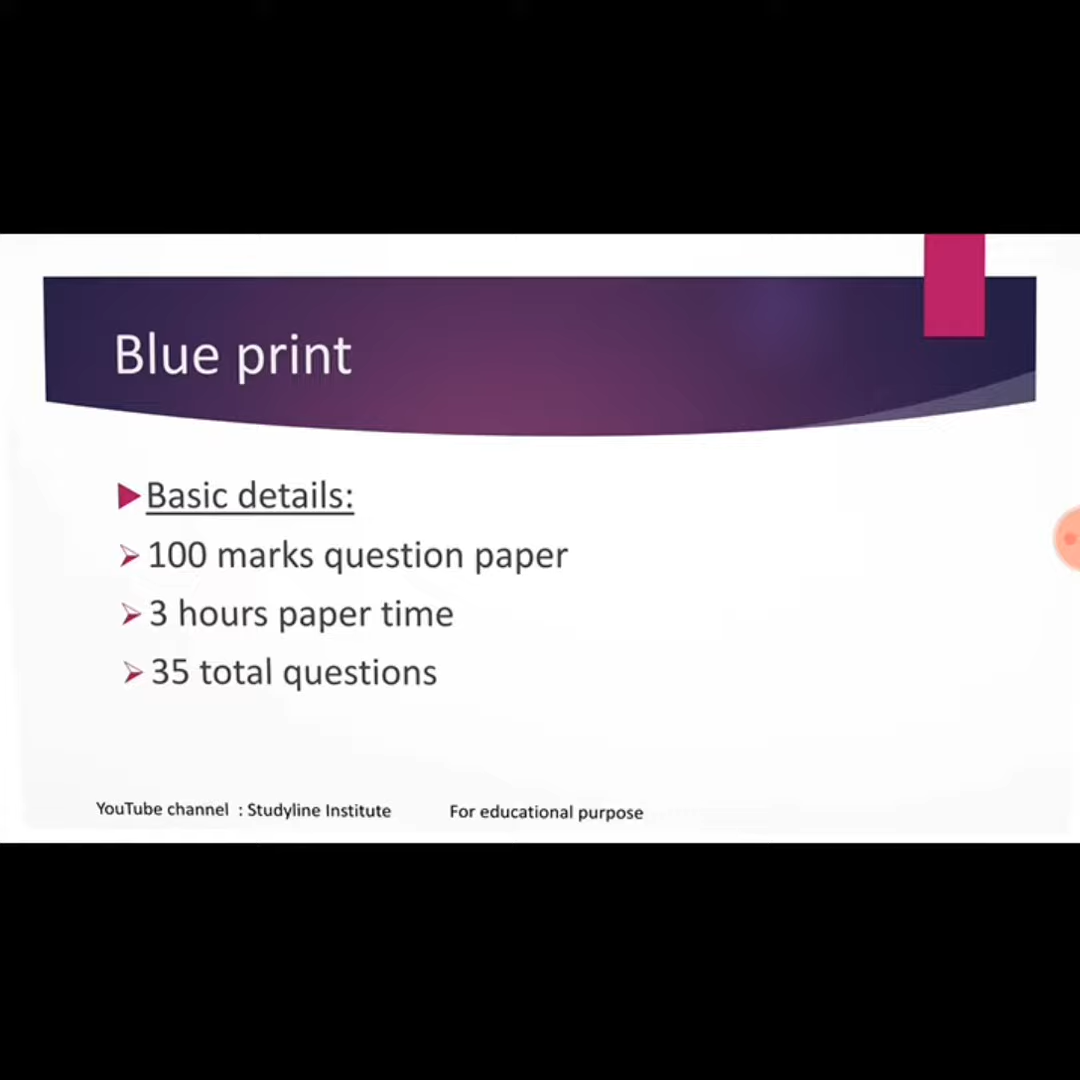 Blue print
Basic details:
100 marks question paper
3 hours paper time
35 total questions
YouTube channel : Studyline Institute For educational purpose